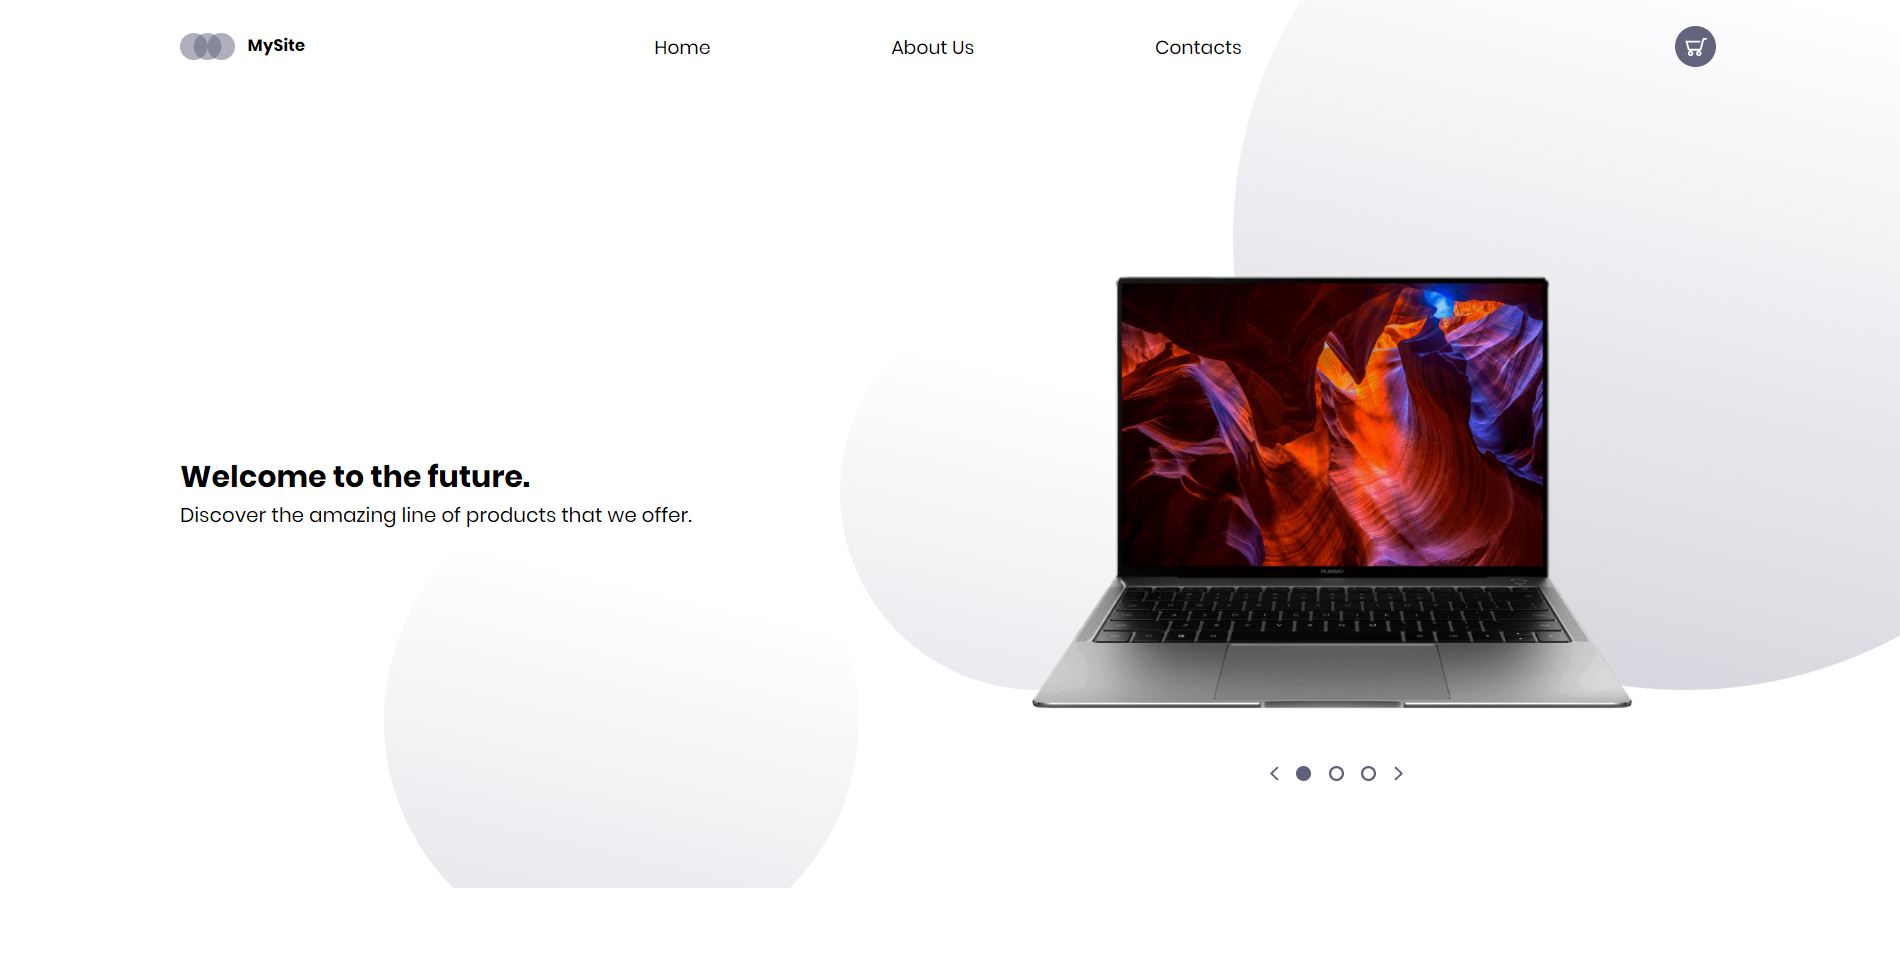 MySite
Home
About Us
Contacts
Welcome to the future.
Discover the amazing line of products that we offer.
HUAWEI